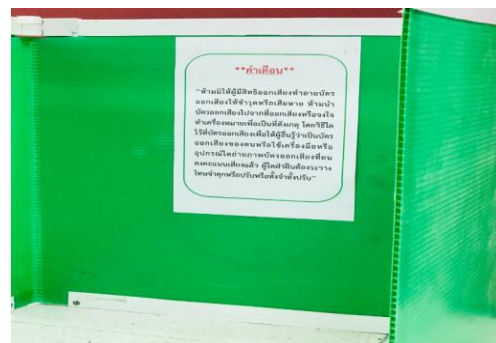 **คำเตือน**
"ห้ามมิให้ผู้มีสิทธิออกเสียงทำลายบัตร
ออกเสียงให้ชำรุดหรือเสียหาย ห้ามนำ
บัตรออกเสียงไปจากที่ออกเสียงหรือจงใจ
ทำเครื่องหมายเพื่อเป็นที่สังเกตุ โดยวิธีใด
ไว้ที่บัตรออกเสียงเพื่อให้ผู้อื่นรู้ว่าเป็นบัตร
ออกเสียงของตนหรือใช้เครื่องมือหรือ
อุปกรณ์ใดถ่ายภาพบัตรออกเสียงที่ตน
ลงคะแนนเสียงแล้ว ผู้ใดฝ่าฝืนต้องระวาง
โทษจำคุกหรือปรับหรือทั้งจำทั้งปรับ"